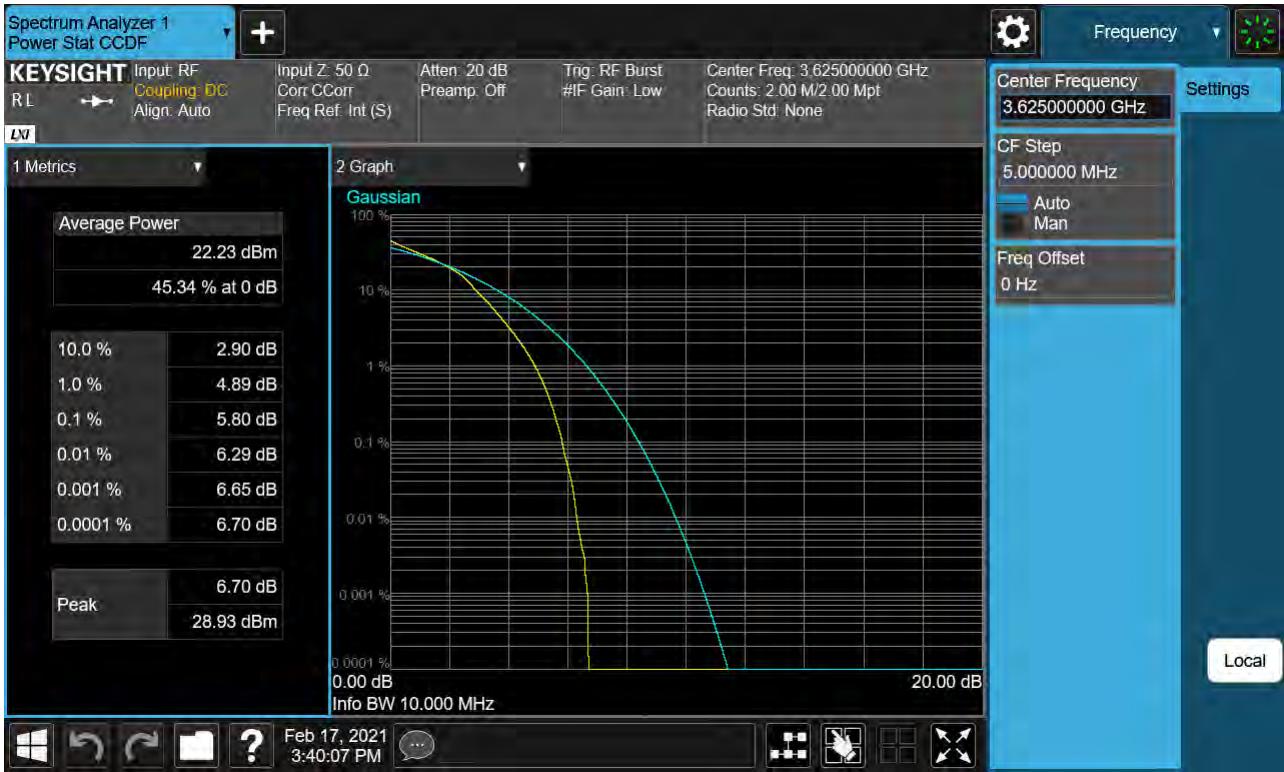 Spectrum Analyzer 1
Power Stat CCDF
+
Frequency
KEYSIGHT
R L
LXI
Input: RF
Coupling: DC
Align: Auto
Input Z: 50 Ω
Corr CCorr
Freq Ref: Int (S)
Atten: 20 dB
Preamp: Off
Trig: RF Burst
#IF Gain: Low
Center Freq: 3.625000000 GHz
Counts: 2.00 M/2.00 Mpt
Radio Std: None
Center Frequency
3.625000000 GHz
Settings
CF Step
5.000000 MHz
Auto
Man
Freq Offset
0 Hz
1 Metrics
Average Power
22.23 dBm
45.34 % at 0 dB
10.0 % 2.90 dB
1.0 % 4.89 dB
0.1 % 5.80 dB
0.01 % 6.29 dB
0.001 % 6.65 dB
0.0001 % 6.70 dB
Peak
6.70 dB
28.93 dBm
2 Graph
Gaussian
100 %
10 %
1 %
0.1 %
0.01 %
0.001 %
0.0001 %
0.00 dB 20.00 dB
Info BW 10.000 MHz
Local
?
Feb 17, 2021
3:40:07 PM